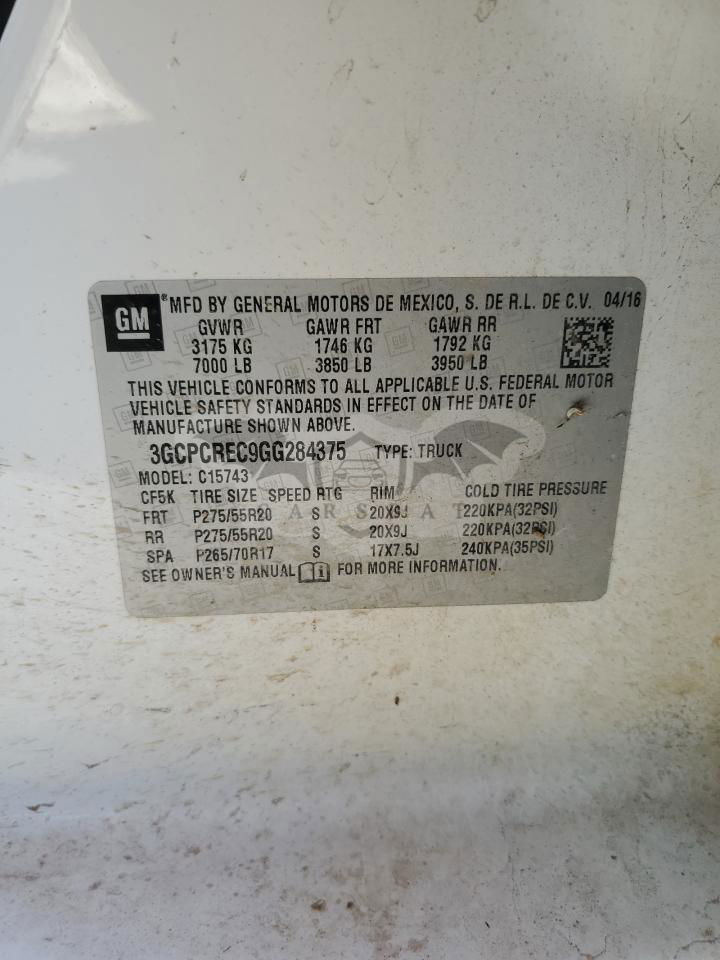 GM ® MFD BY GENERAL MOTORS DE MEXICO, S. DE R.L. DE C.V. 04/16
GVWR GAWR FRT GAWR RR
3175 KG 1746 KG 1792 KG
7000 LB 3850 LB 3950 LB
THIS VEHICLE CONFORMS TO ALL APPLICABLE U.S. FEDERAL MOTOR
VEHICLE SAFETY STANDARDS IN EFFECT ON THE DATE OF
MANUFACTURE SHOWN ABOVE.
3GCPCREC9GG284375 TYPE: TRUCK
MODEL: C15743
CF5K TIRE SIZE SPEED RTG RIM COLD TIRE PRESSURE
FRT P275/55R20 S 20X9J 220KPA(32PSI)
RR P275/55R20 S 20X9J 220KPA(32PSI)
SPA P265/70R17 S 17X7.5J 240KPA(35PSI)
SEE OWNER'S MANUAL FOR MORE INFORMATION.